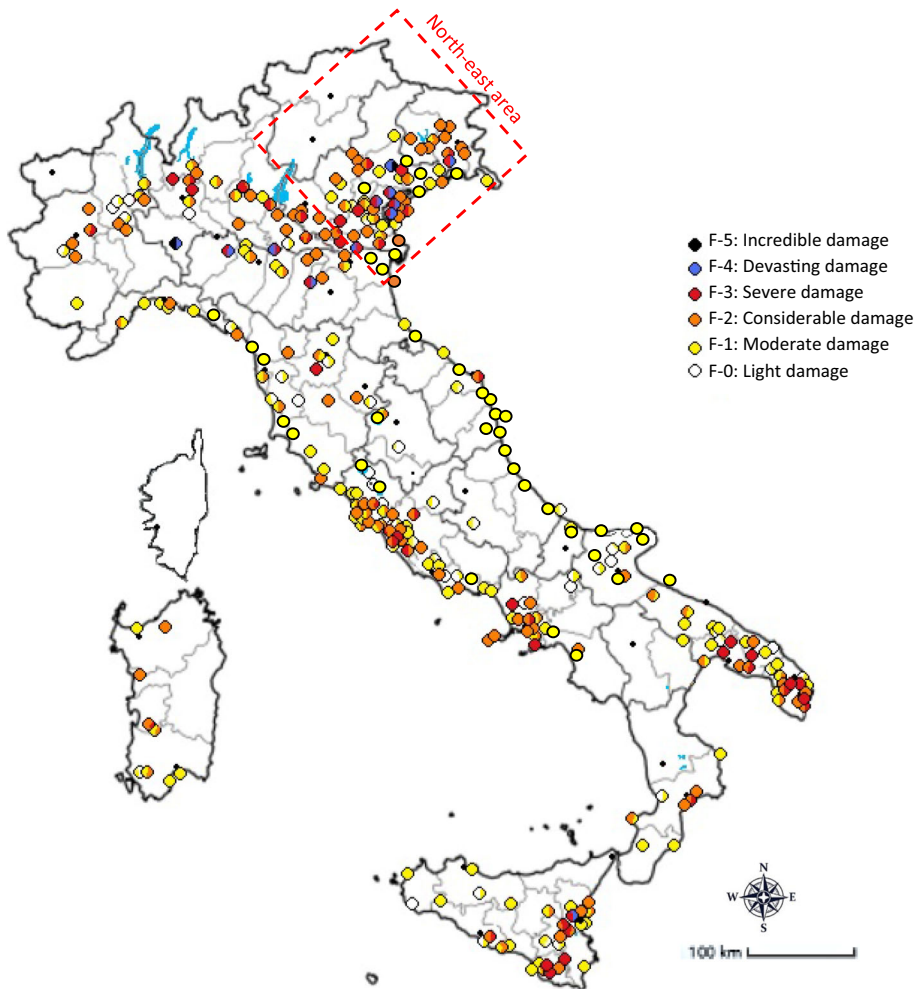 North-east area
F-5: Incredible damage
F-4: Devasting damage
F-3: Severe damage
F-2: Considerable damage
F-1: Moderate damage
F-0: Light damage
N
W E
S
100 km